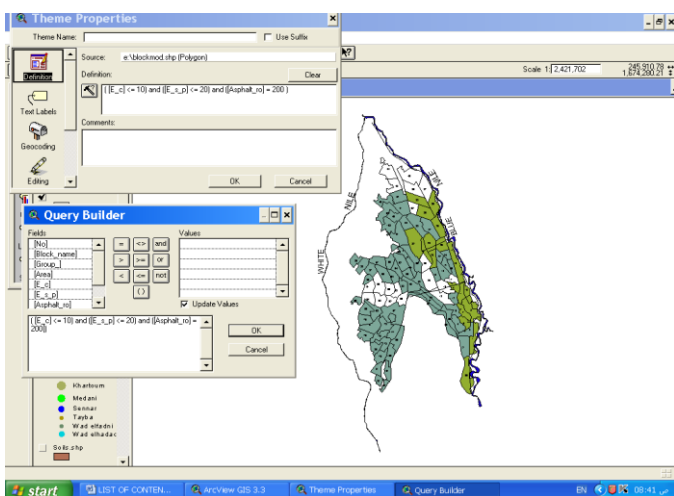 Theme Properties
Theme Name:
Use Suffix
Definition
Text Labels
Geocoding
Editing
Source: e:\blockmod.shp (Polygon)
Definition:
Clear
( [E_c] <= 10) and ([E_s_p] <= 20) and ([Asphalt_ro] = 200 )
Comments:
OK
Cancel
Scale 1: 2,421,702
245,910.78
1,674,280.21
Query Builder
Fields
Values
[No]
[Block_name]
[Group_]
[Area]
[E_c]
[E_s_p]
[Asphalt_ro]
= <> and
> >= or
< <= not
( )
Update Values
( [E_c] <= 10) and ([E_s_p] <= 20) and ([Asphalt_ro] =
200))
OK
Cancel
WHITE
NILE
BLUE
NILE
Khartoum
Medani
Sennar
Tayba
Wad eltadni
Wad elhadad
Soils.shp
start
LIST OF CONTEN...
ArcView GIS 3.3
Theme Properties
Query Builder
EN
08:41 ص